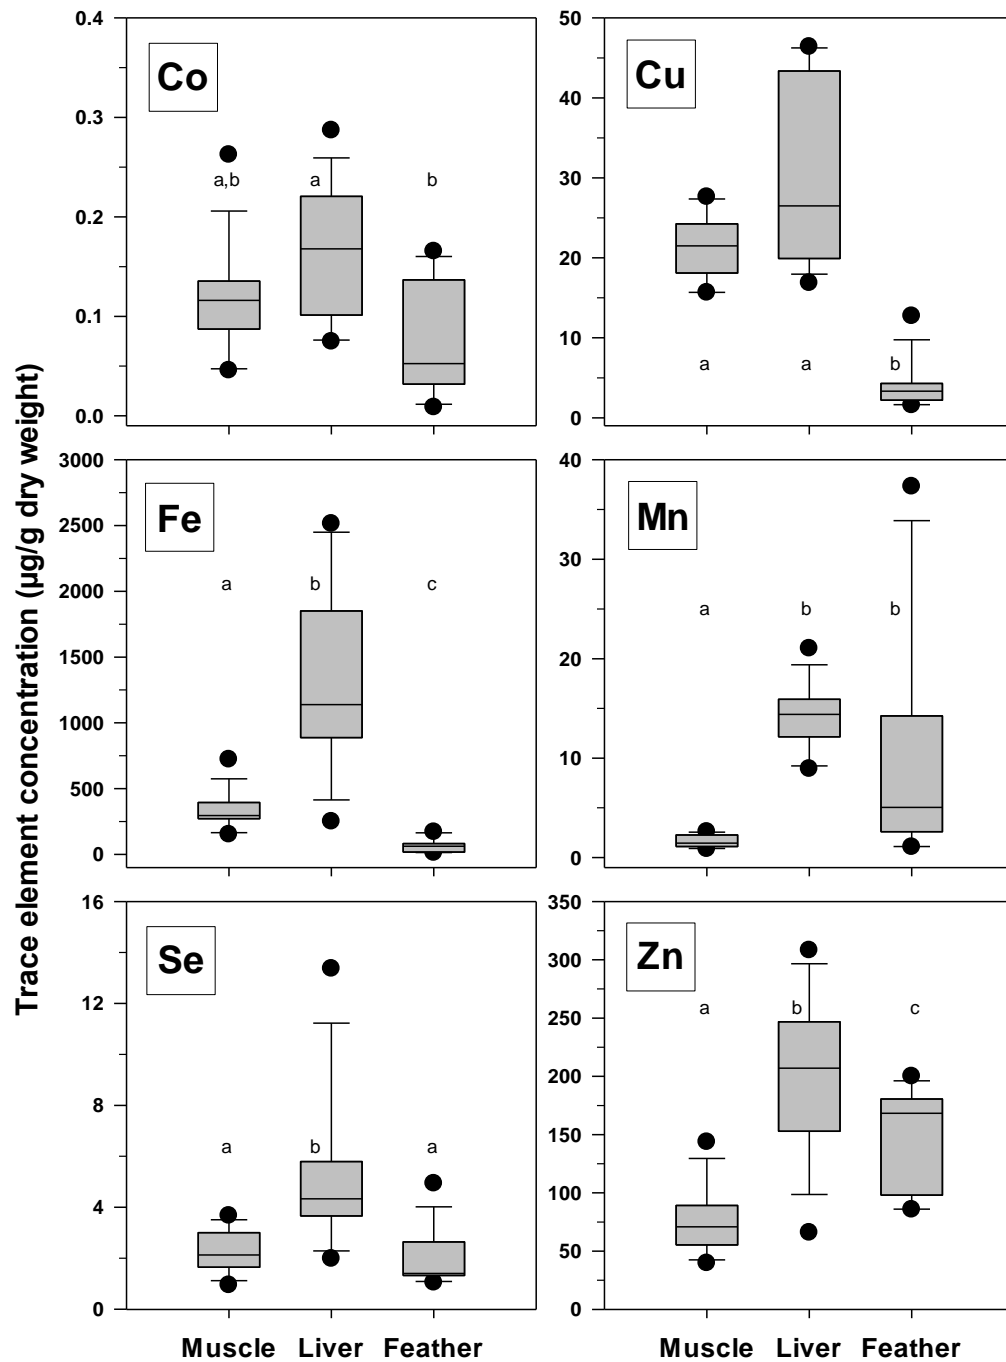 Trace element concentration (µg/g dry weight)
Co
0.4
0.3
0.2
0.1
0.0
a,b
a
b
Cu
50
40
30
20
10
0
a
a
b
Fe
3000
2500
2000
1500
1000
500
0
a
b
c
Mn
40
30
20
10
0
a
b
b
Se
16
12
8
4
0
a
b
a
Zn
350
300
250
200
150
100
50
0
a
b
c
Muscle Liver Feather
Muscle Liver Feather